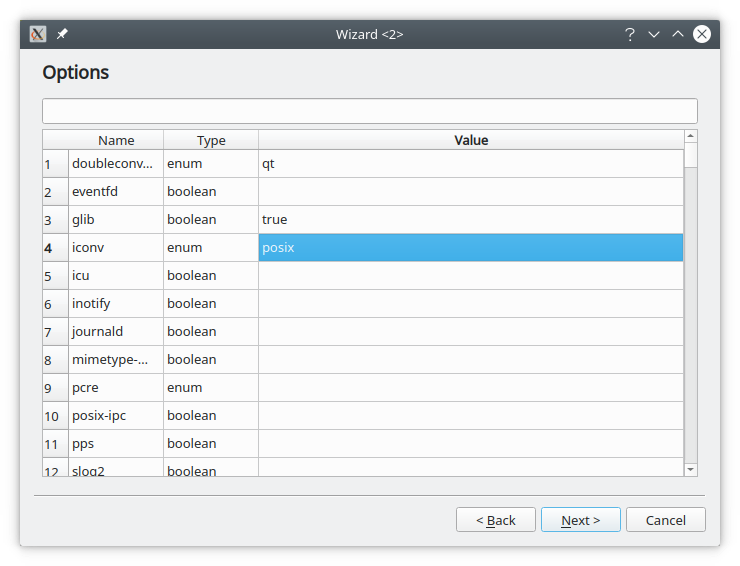 Wizard <2>
Options
Name Type Value
1 doubleconv... enum qt
2 eventfd boolean
3 glib boolean true
4 iconv enum posix
5 icu boolean
6 inotify boolean
7 journald boolean
8 mimetype-... boolean
9 pcre enum
10 posix-ipc boolean
11 pps boolean
12 slog2 boolean
< Back Next > Cancel